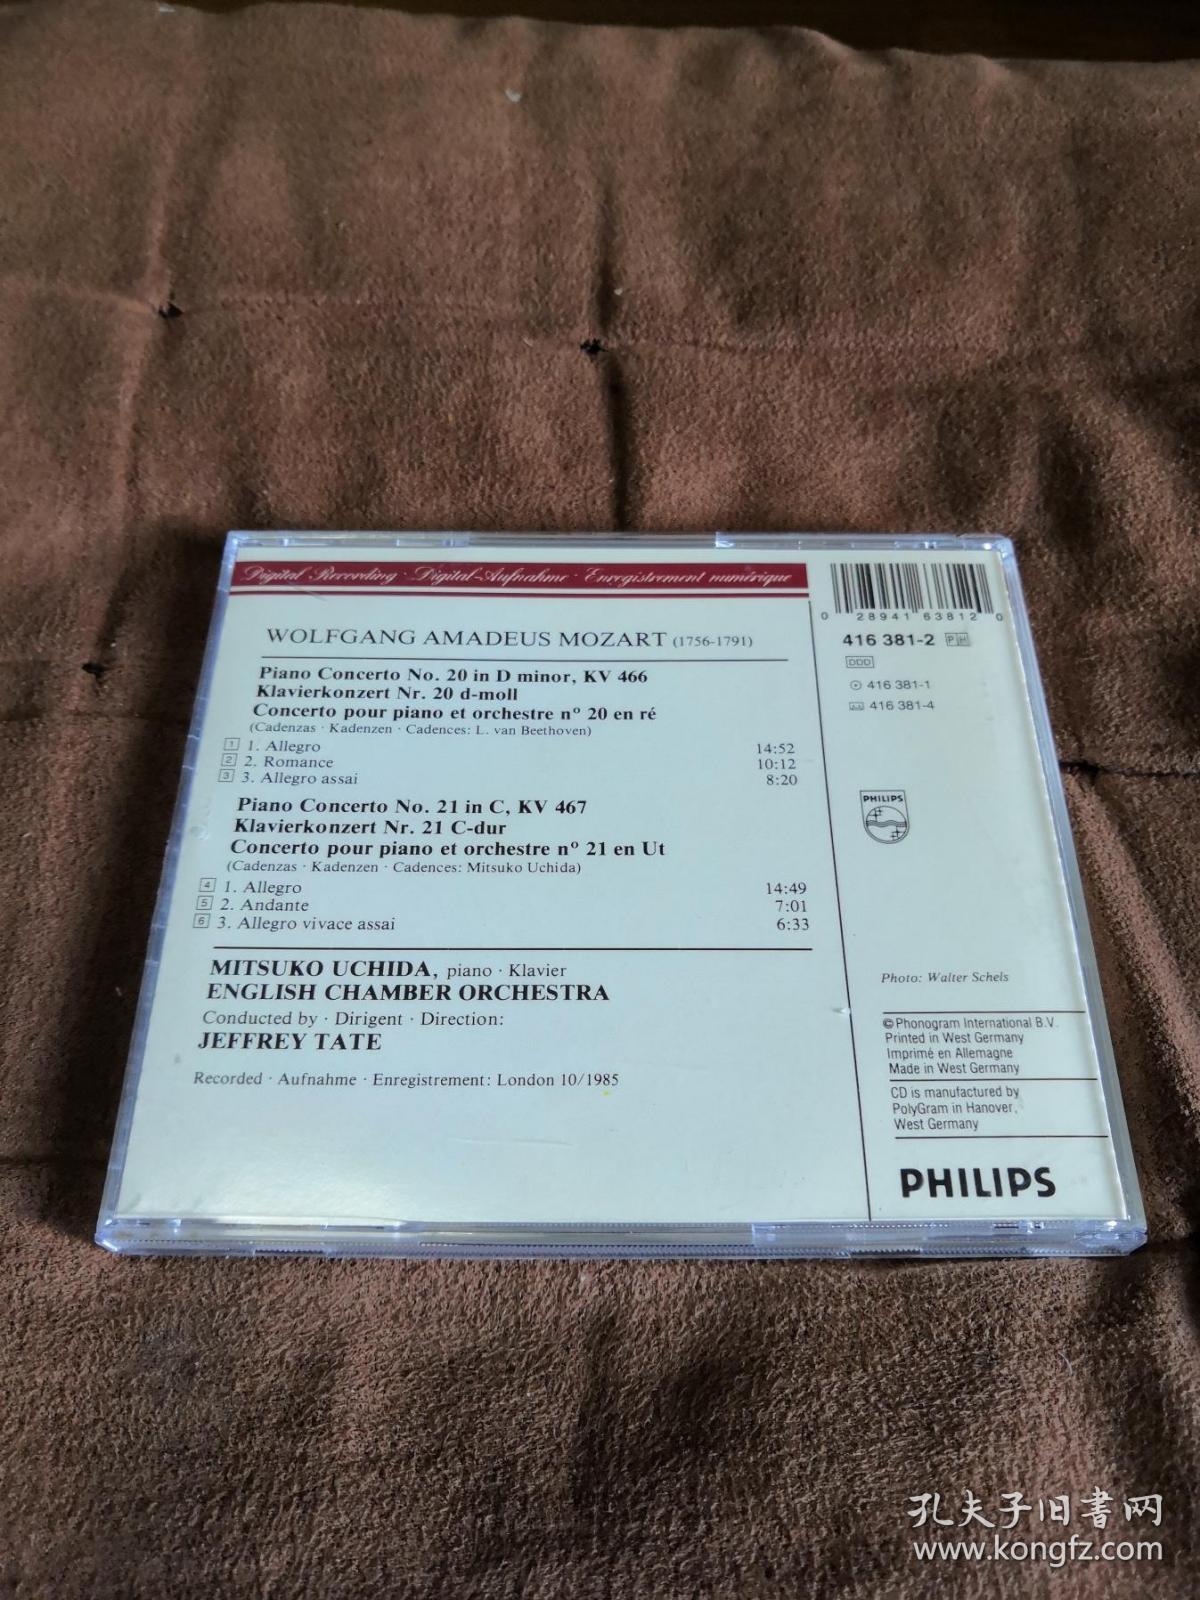 Digital Recording · Digital-Aufnahme · Enregistrement numérique
WOLFGANG AMADEUS MOZART (1756-1791)
Piano Concerto No. 20 in D minor, KV 466
Klavierkonzert Nr. 20 d-moll
Concerto pour piano et orchestre nº 20 en ré
(Cadenzas · Kadenzen · Cadences: L. van Beethoven)
1 1. Allegro 14:52
2 2. Romance 10:12
3 3. Allegro assai 8:20
Piano Concerto No. 21 in C, KV 467
Klavierkonzert Nr. 21 C-dur
Concerto pour piano et orchestre nº 21 en Ut
(Cadenzas · Kadenzen · Cadences: Mitsuko Uchida)
4 1. Allegro 14:49
5 2. Andante 7:01
6 3. Allegro vivace assai 6:33
MITSUKO UCHIDA, piano · Klavier
ENGLISH CHAMBER ORCHESTRA
Conducted by · Dirigent · Direction:
JEFFREY TATE
Recorded · Aufnahme · Enregistrement: London 10/1985
0 28941 63812 0
416 381-2 PH
DDD
416 381-1
416 381-4
PHILIPS
Photo: Walter Schels
© Phonogram International B.V.
Printed in West Germany
Imprimé en Allemagne
Made in West Germany
CD is manufactured by
PolyGram in Hanover,
West Germany
PHILIPS
孔夫子旧书网
www.kongfz.com